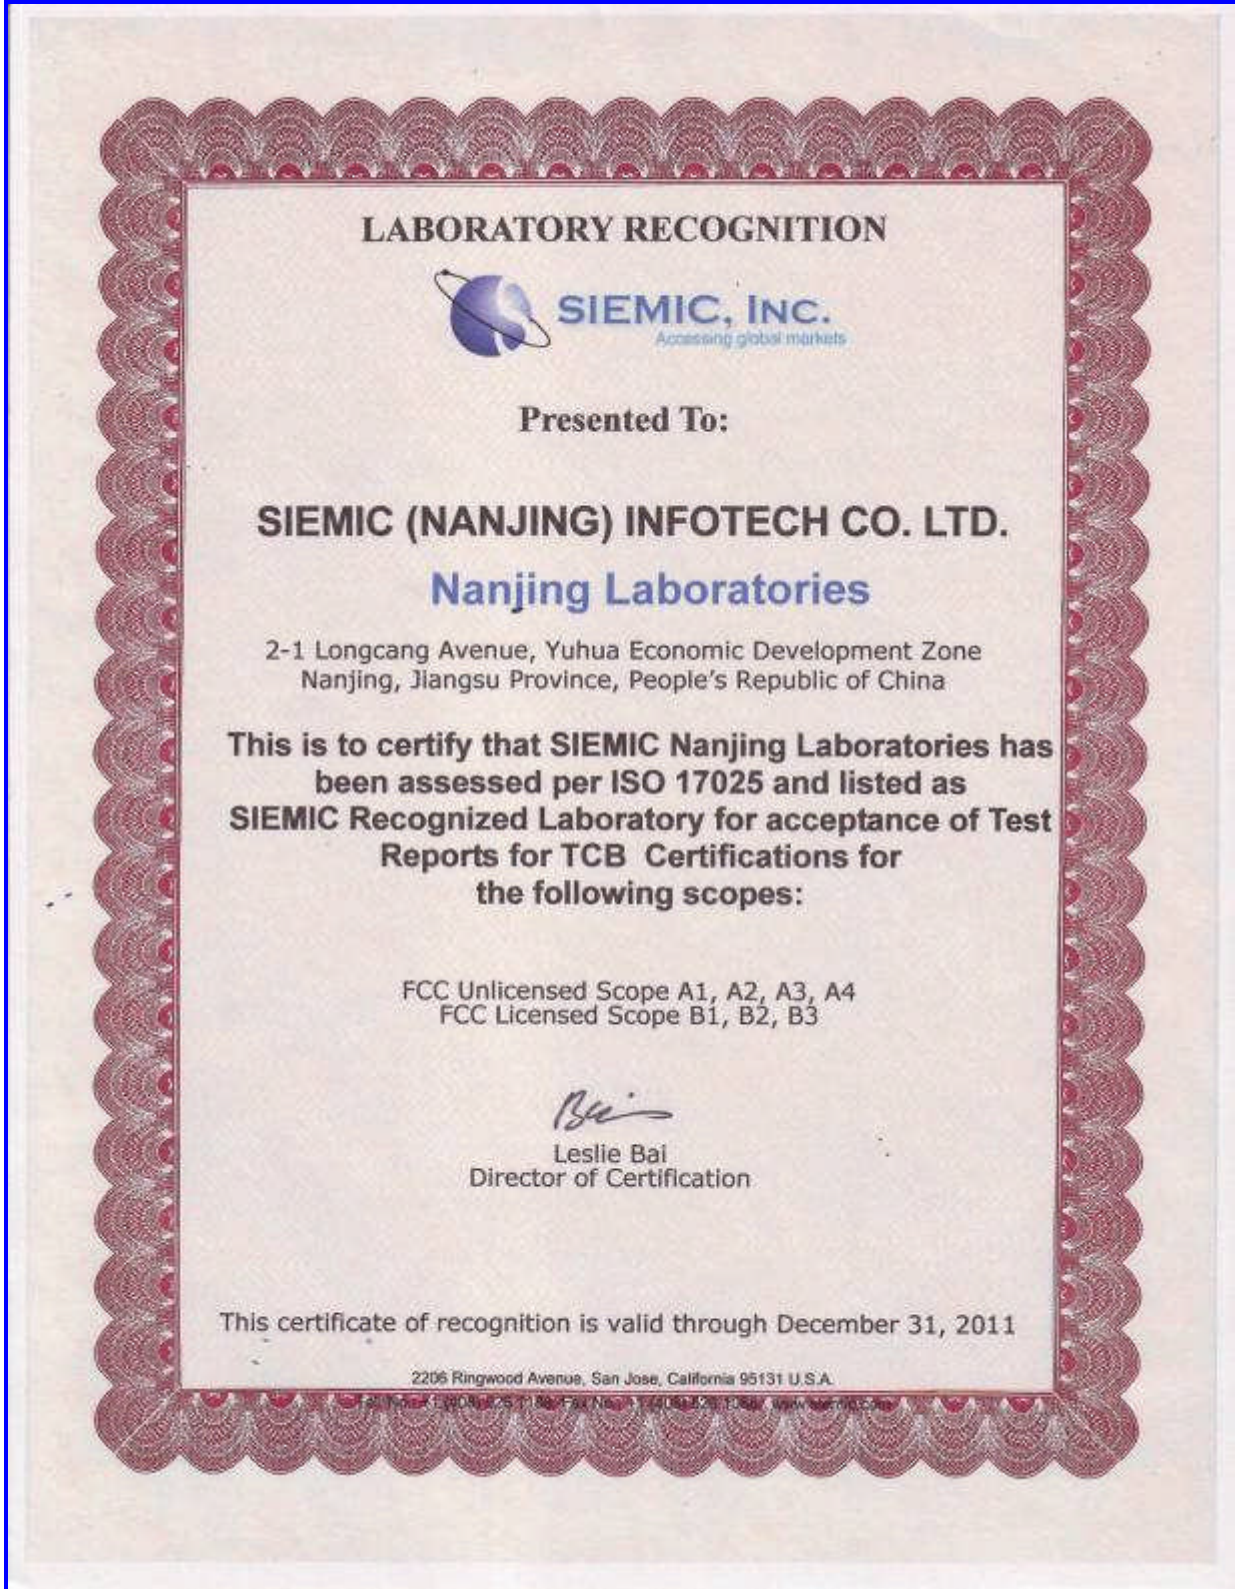 LABORATORY RECOGNITION
SIEMIC, INC.
Accessing global markets
Presented To:
SIEMIC (NANJING) INFOTECH CO. LTD.
Nanjing Laboratories
2-1 Longcang Avenue, Yuhua Economic Development Zone
Nanjing, Jiangsu Province, People's Republic of China
This is to certify that SIEMIC Nanjing Laboratories has
been assessed per ISO 17025 and listed as
SIEMIC Recognized Laboratory for acceptance of Test
Reports for TCB Certifications for
the following scopes:
FCC Unlicensed Scope A1, A2, A3, A4
FCC Licensed Scope B1, B2, B3
Bai
Leslie Bai
Director of Certification
This certificate of recognition is valid through December 31, 2011
2206 Ringwood Avenue, San Jose, California 95131 U.S.A.